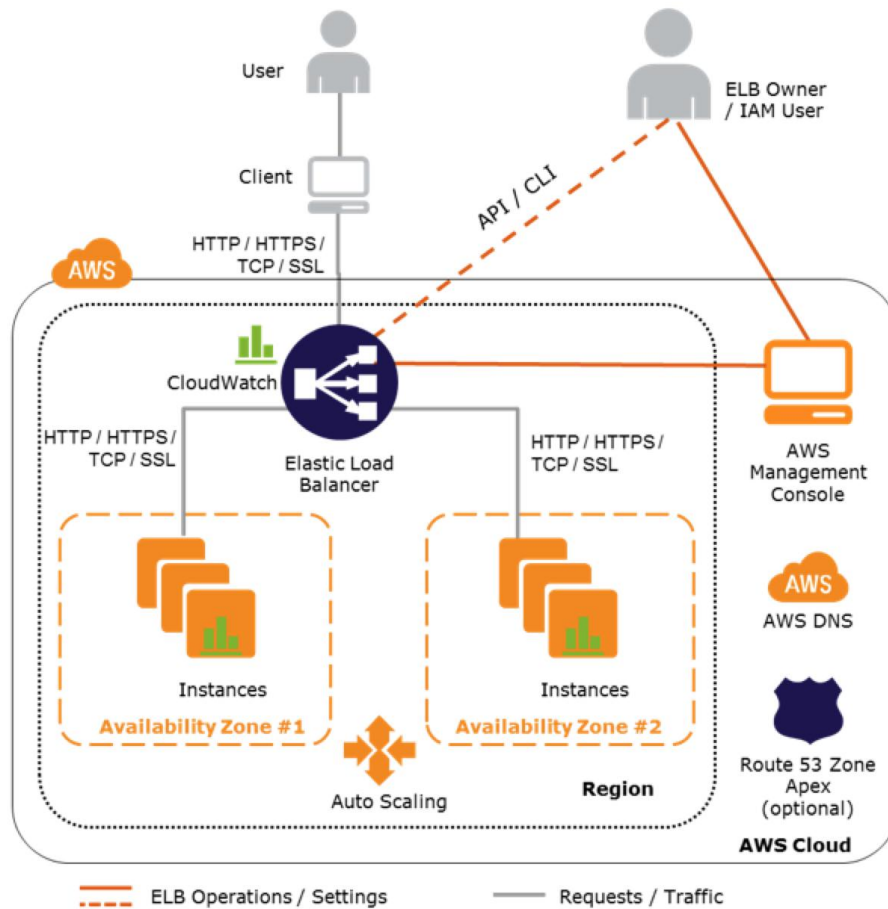 User
ELB Owner
/ IAM User
Client
API / CLI
HTTP / HTTPS /
TCP / SSL
AWS
CloudWatch
HTTP / HTTPS /
TCP / SSL
Elastic Load
Balancer
HTTP / HTTPS /
TCP / SSL
AWS
Management
Console
AWS
AWS DNS
Instances
Availability Zone #1
Instances
Availability Zone #2
Auto Scaling
Region
Route 53 Zone
Apex
(optional)
AWS Cloud
ELB Operations / Settings
Requests / Traffic